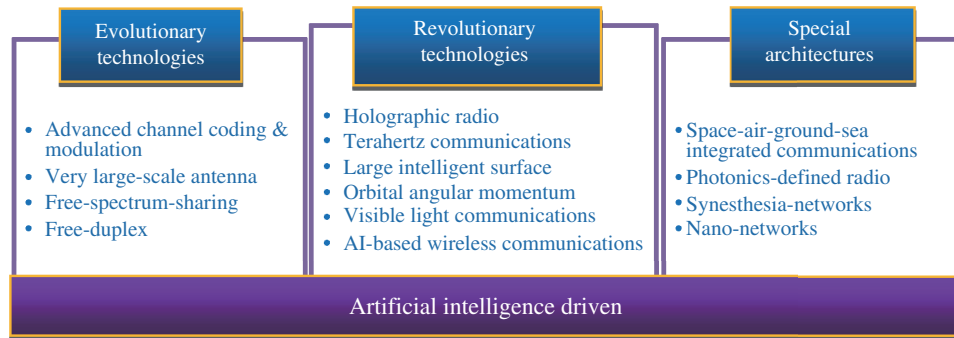 Evolutionary
technologies
• Advanced channel coding &
modulation
• Very large-scale antenna
• Free-spectrum-sharing
• Free-duplex
Revolutionary
technologies
• Holographic radio
• Terahertz communications
• Large intelligent surface
• Orbital angular momentum
• Visible light communications
• AI-based wireless communications
Special
architectures
• Space-air-ground-sea
integrated communications
• Photonics-defined radio
• Synesthesia-networks
• Nano-networks
Artificial intelligence driven